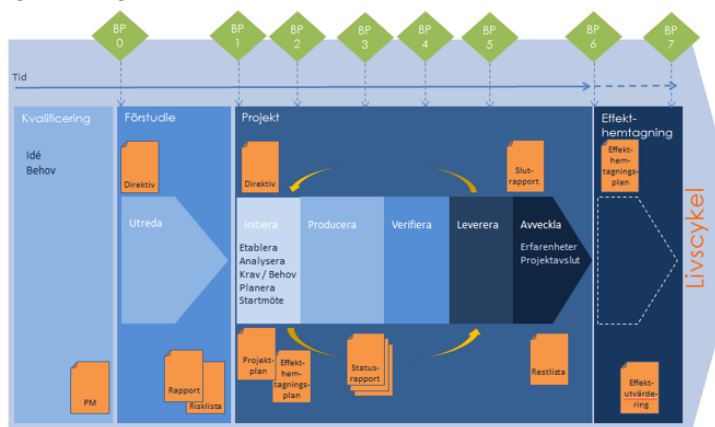 BP
0
BP
1
BP
2
BP
3
BP
4
BP
5
BP
6
BP
7
Tid
Kvalificering
Idé
Behov
PM
Förstudie
Direktiv
Utreda
Rapport
Risklista
Projekt
Direktiv
Slut-
rapport
Initiera
Etablera
Analysera
Krav / Behov
Planera
Startmöte
Producera
Verifiera
Leverera
Avveckla
Erfarenheter
Projektavslut
Projekt-
plan
Effekt-
hem-
tagnings-
plan
Status-
rapport
Restlista
Effekt-
hemtagning
Effekt-
hem-
tagnings-
plan
Effekt-
utvärde-
ring
Livscykel